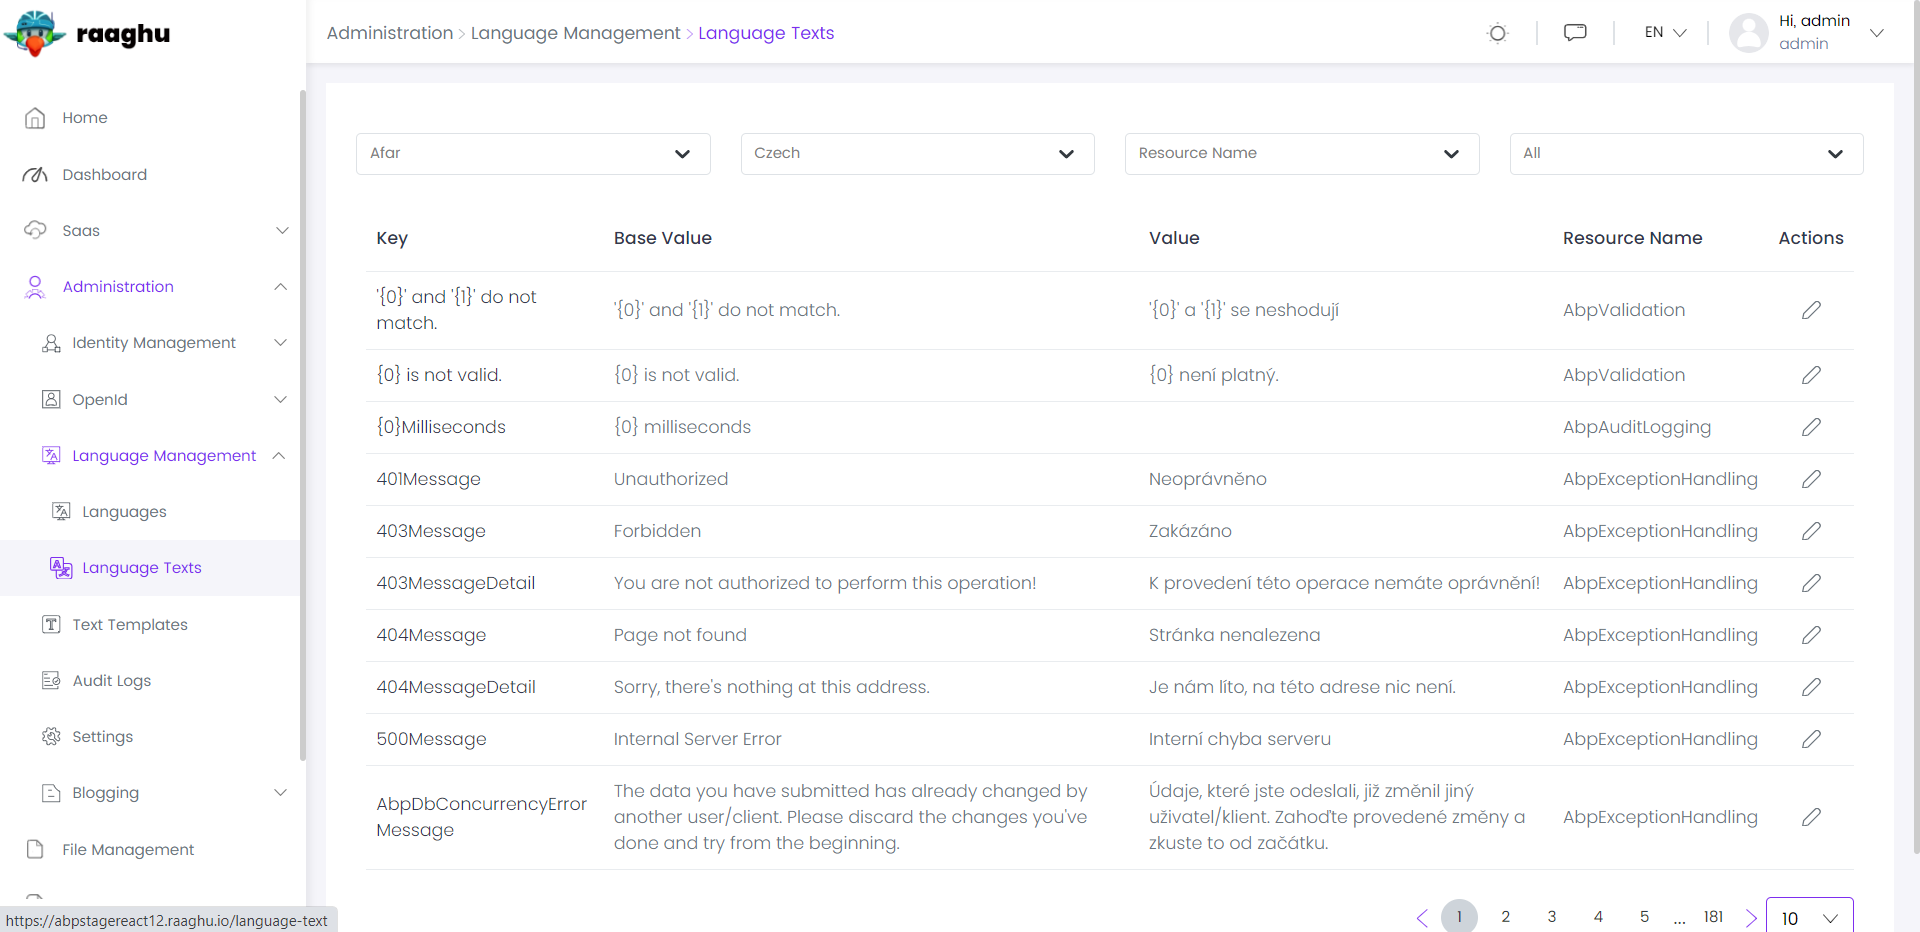 raaghu
Administration > Language Management > Language Texts
EN
Hi, admin
admin
Home
Dashboard
Saas
Administration
Identity Management
OpenId
Language Management
Languages
Language Texts
Text Templates
Audit Logs
Settings
Blogging
File Management
https://abpstagereact12.raaghu.io/language-text
Afar
Czech
Resource Name
All
Key Base Value Value Resource Name Actions
'{0}' and '{1}' do not
match.
'{0}' and '{1}' do not match.
'{0}' a '{1}' se neshodují
AbpValidation
{0} is not valid. {0} is not valid. {0} není platný. AbpValidation
{0}Milliseconds {0} milliseconds AbpAuditLogging
401Message Unauthorized Neoprávněno AbpExceptionHandling
403Message Forbidden Zakázáno AbpExceptionHandling
403MessageDetail You are not authorized to perform this operation! K provedení této operace nemáte oprávnění! AbpExceptionHandling
404Message Page not found Stránka nenalezena AbpExceptionHandling
404MessageDetail Sorry, there's nothing at this address. Je nám líto, na této adrese nic není. AbpExceptionHandling
500Message Internal Server Error Interní chyba serveru AbpExceptionHandling
AbpDbConcurrencyError
Message
The data you have submitted has already changed by
another user/client. Please discard the changes you've
done and try from the beginning.
Údaje, které jste odeslali, již změnil jiný
uživatel/klient. Zahoďte provedené změny a
zkuste to od začátku.
AbpExceptionHandling
1 2 3 4 5 ... 181 10